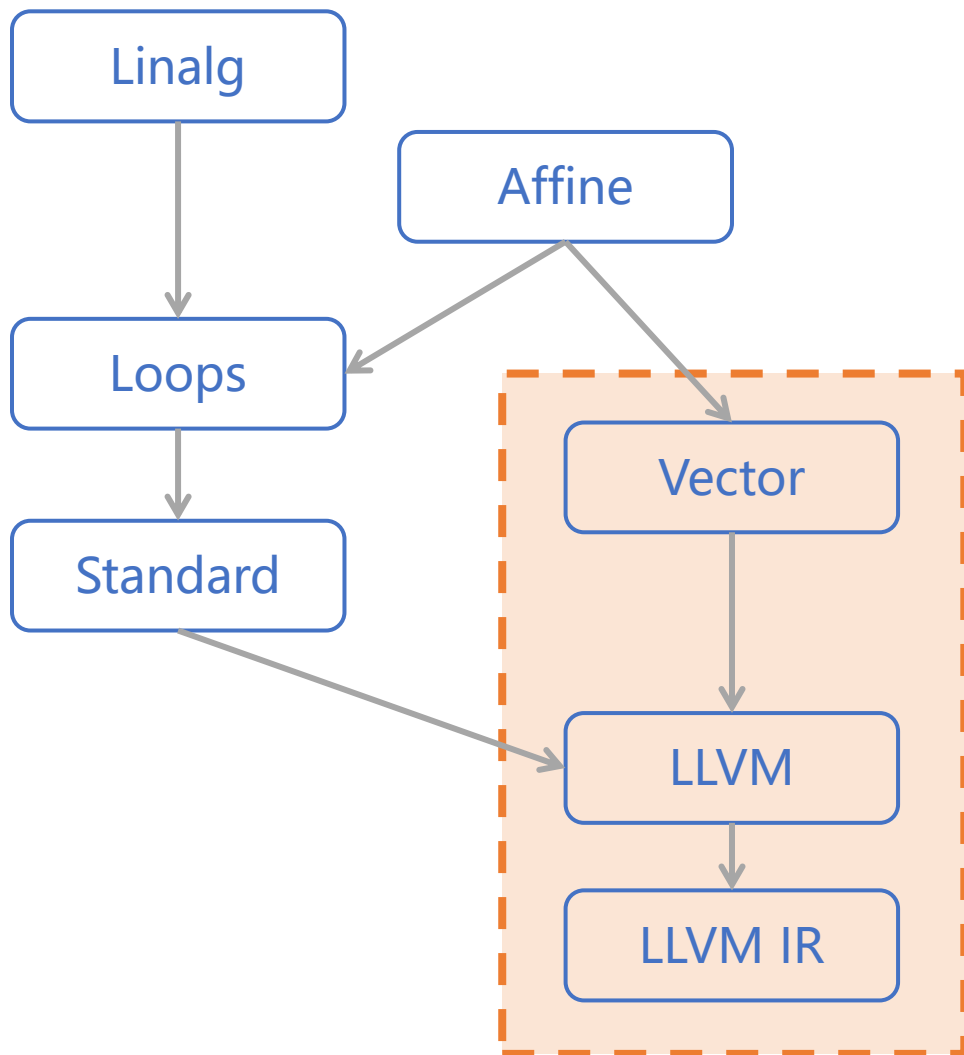 Linalg
Affine
Loops
Vector
Standard
LLVM
LLVM IR